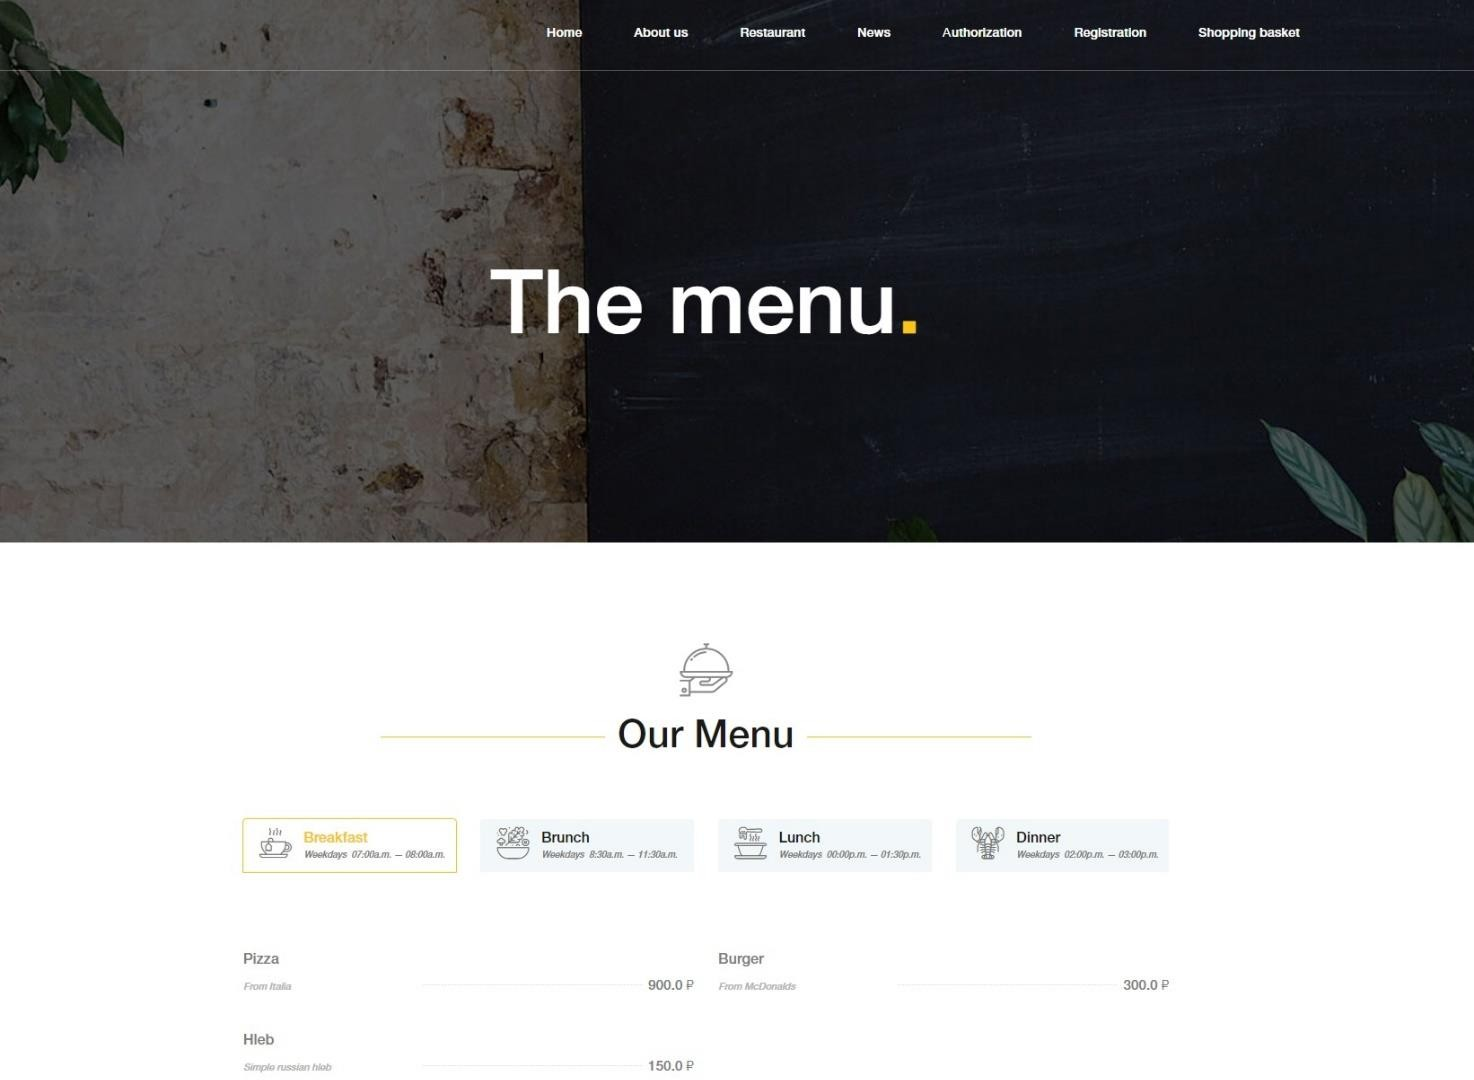 Home About us Restaurant News Authorization Registration Shopping basket
The menu.
Our Menu
Breakfast
Weekdays 07:00a.m. — 08:00a.m.
Brunch
Weekdays 8:30a.m. — 11:30a.m.
Lunch
Weekdays 00:00p.m. — 01:30p.m.
Dinner
Weekdays 02:00p.m. — 03:00p.m.
Pizza
From Italia 900.0 ₽
Burger
From McDonalds 300.0 ₽
Hleb
Simple russian hleb 150.0 ₽